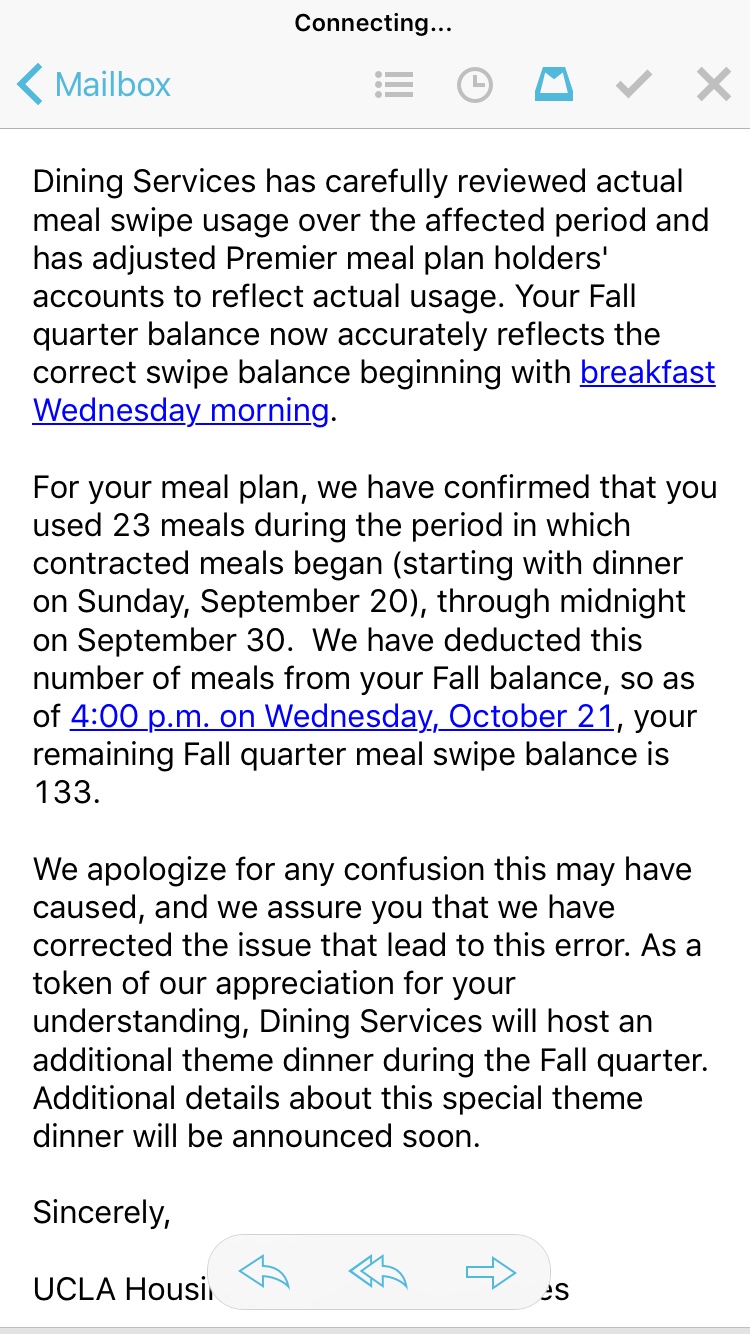 Connecting...
Mailbox
Dining Services has carefully reviewed actual
meal swipe usage over the affected period and
has adjusted Premier meal plan holders'
accounts to reflect actual usage. Your Fall
quarter balance now accurately reflects the
correct swipe balance beginning with breakfast
Wednesday morning.
For your meal plan, we have confirmed that you
used 23 meals during the period in which
contracted meals began (starting with dinner
on Sunday, September 20), through midnight
on September 30.  We have deducted this
number of meals from your Fall balance, so as
of 4:00 p.m. on Wednesday, October 21, your
remaining Fall quarter meal swipe balance is
133.
We apologize for any confusion this may have
caused, and we assure you that we have
corrected the issue that lead to this error. As a
token of our appreciation for your
understanding, Dining Services will host an
additional theme dinner during the Fall quarter.
Additional details about this special theme
dinner will be announced soon.
Sincerely,
UCLA